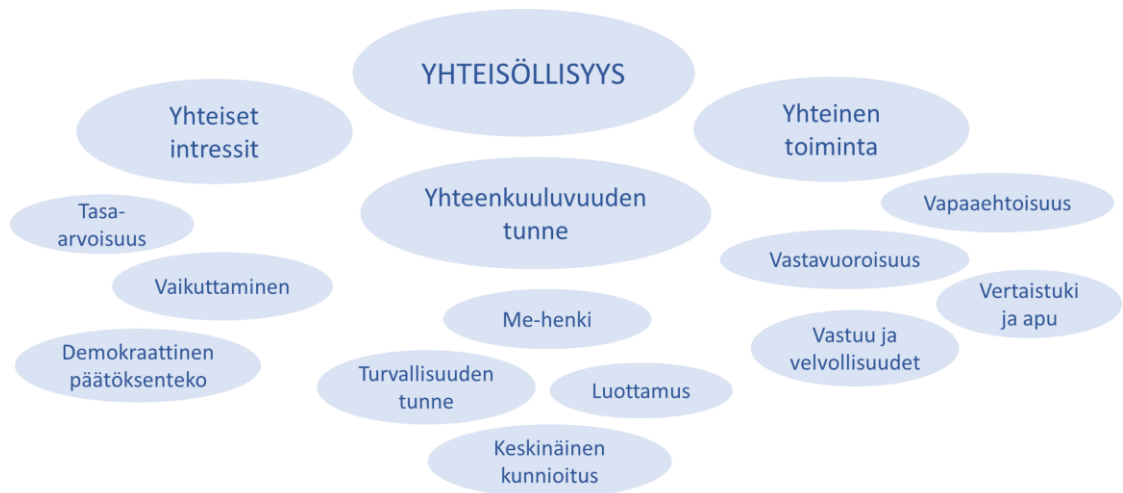 YHTEISÖLLISYYS
Yhteiset
intressit
Yhteinen
toiminta
Yhteenkuuluvuuden
tunne
Tasa-
arvoisuus
Vaikuttaminen
Demokraattinen
päätöksenteko
Me-henki
Turvallisuuden
tunne
Luottamus
Keskinäinen
kunnioitus
Vapaaehtoisuus
Vastavuoroisuus
Vertaistuki
ja apu
Vastuu ja
velvollisuudet